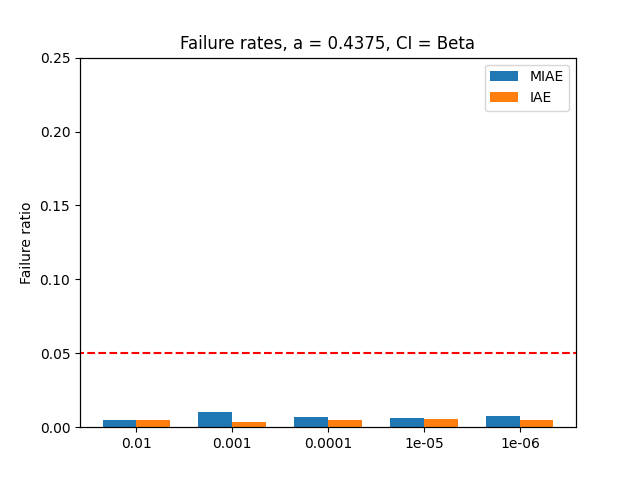 Failure rates, a = 0.4375, CI = Beta
MIAE
IAE
Failure ratio
0.25
0.20
0.15
0.10
0.05
0.00
0.01 0.001 0.0001 1e-05 1e-06